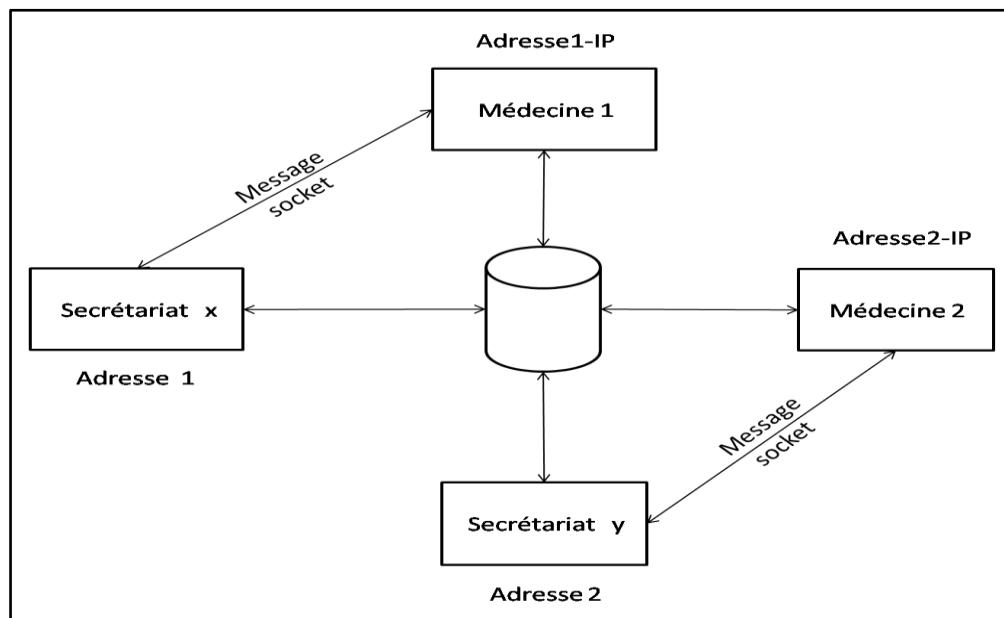 Adresse1-IP
Médecine 1
Message
socket
Adresse2-IP
Secrétariat x
Médecine 2
Adresse 1
Message
socket
Secrétariat y
Adresse 2